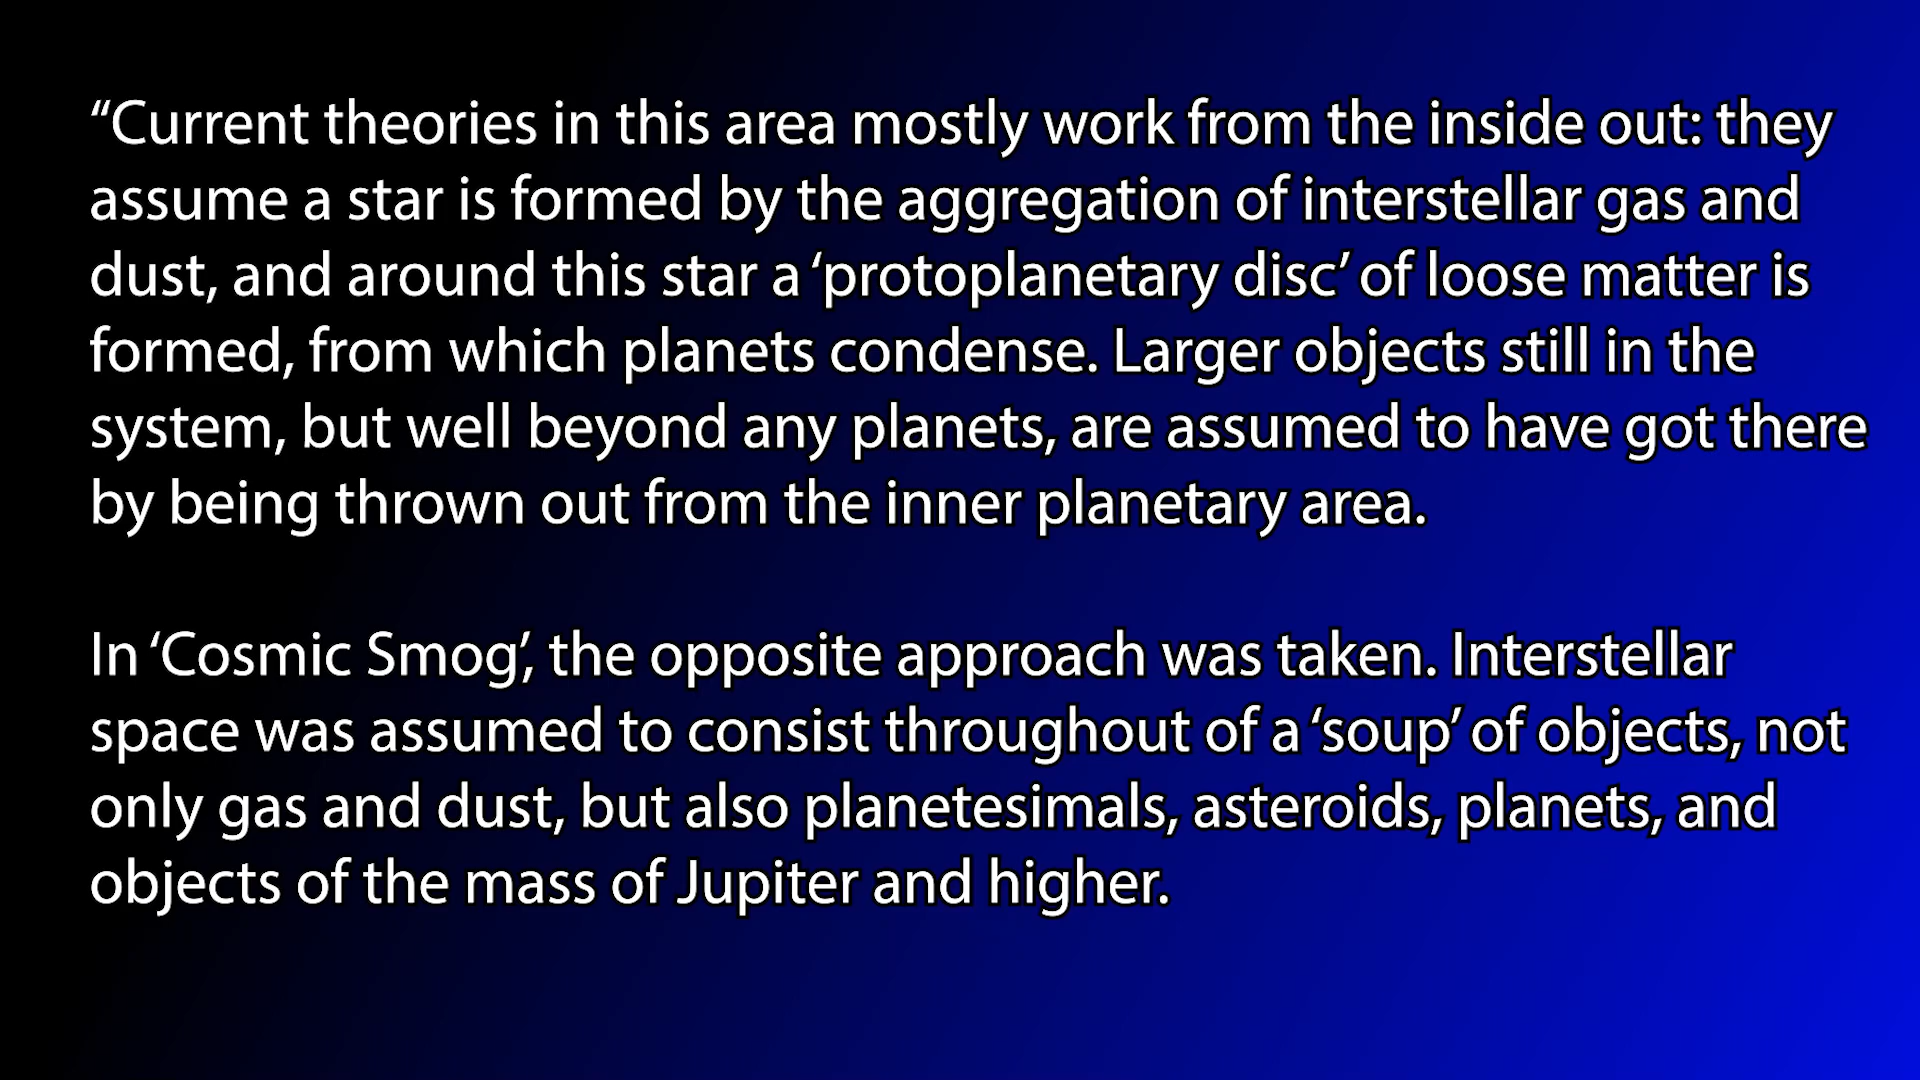 “Current theories in this area mostly work from the inside out: they
assume a star is formed by the aggregation of interstellar gas and
dust, and around this star a ‘protoplanetary disc’ of loose matter is
formed, from which planets condense. Larger objects still in the
system, but well beyond any planets, are assumed to have got there
by being thrown out from the inner planetary area.
In ‘Cosmic Smog’, the opposite approach was taken. Interstellar
space was assumed to consist throughout of a ‘soup’ of objects, not
only gas and dust, but also planetesimals, asteroids, planets, and
objects of the mass of Jupiter and higher.